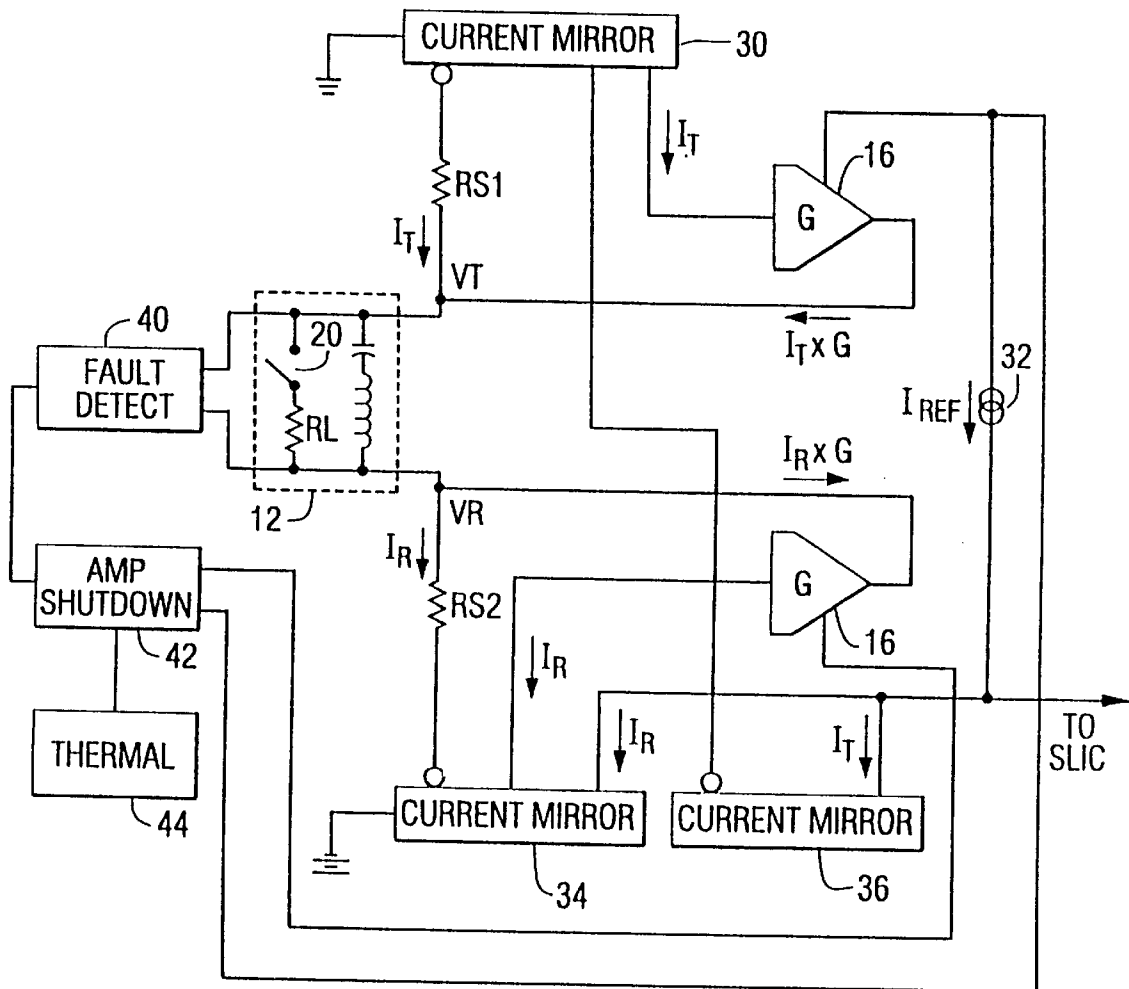 CURRENT MIRROR
30
I_T
16
G
RS1
I_T
VT
I_T x G
40
FAULT
DETECT
20
RL
12
32
I_REF
I_R x G
VR
I_R
RS2
G
16
AMP
SHUTDOWN
42
I_R
I_R
I_T
TO
SLIC
THERMAL
44
CURRENT MIRROR
34
CURRENT MIRROR
36